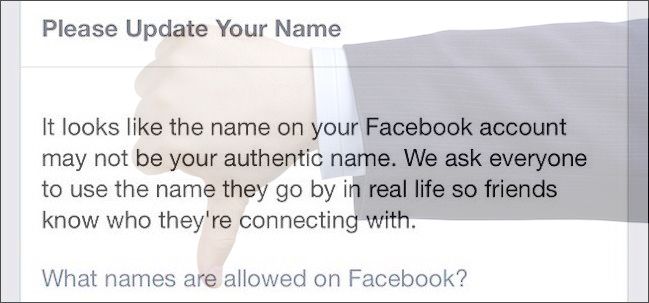 Please Update Your Name
It looks like the name on your Facebook account
may not be your authentic name. We ask everyone
to use the name they go by in real life so friends
know who they're connecting with.
What names are allowed on Facebook?